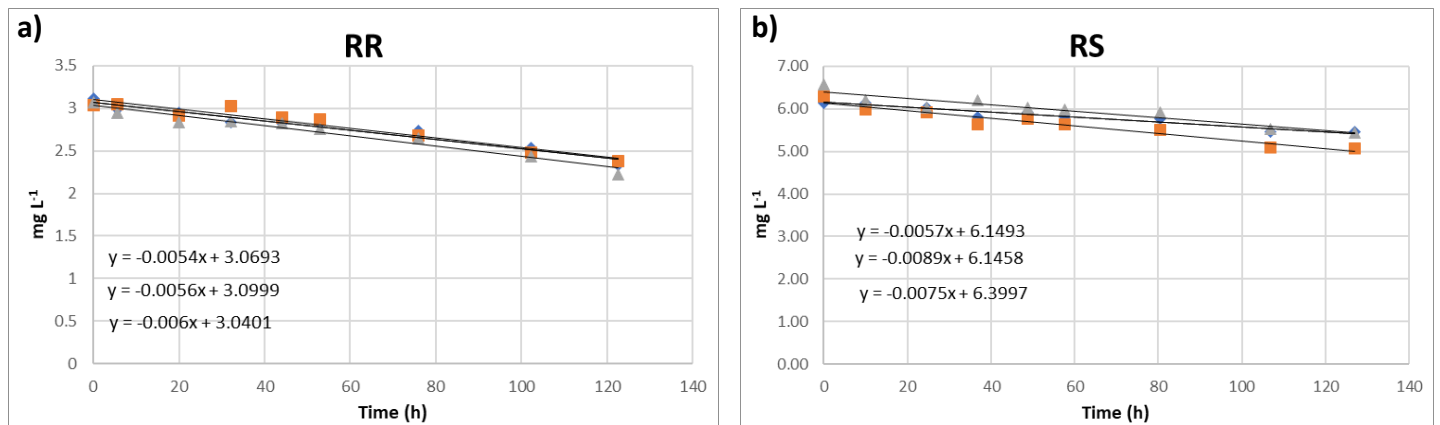 a)
RR
3.5
3
2.5
2
1.5
1
0.5
0
mg L-1
y = -0.0054x + 3.0693
y = -0.0056x + 3.0999
y = -0.006x + 3.0401
0 20 40 60 80 100 120 140
Time (h)
b)
RS
7.00
6.00
5.00
4.00
3.00
2.00
1.00
0.00
mg L-1
y = -0.0057x + 6.1493
y = -0.0089x + 6.1458
y = -0.0075x + 6.3997
0 20 40 60 80 100 120 140
Time (h)